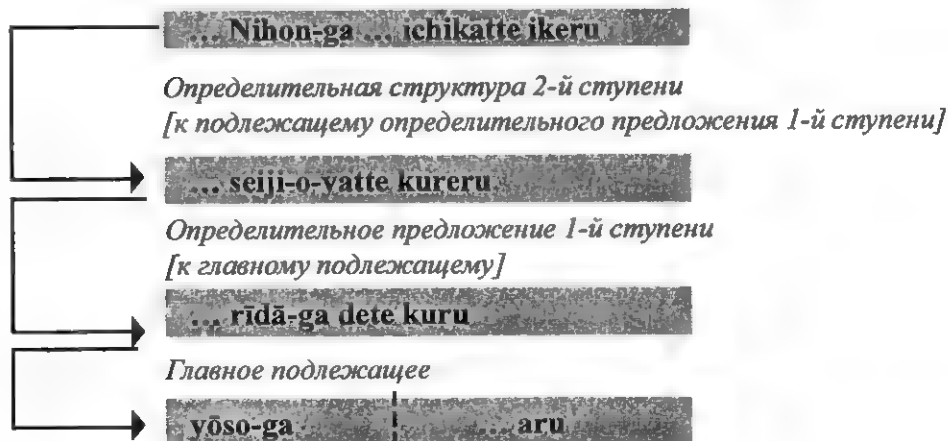 ... Nihon-ga ... ichikatte ikeru
Определительная структура 2-й ступени
[к подлежащему определительного предложения 1-й ступени]
... seiji-o-yatte kureru
Определительное предложение 1-й ступени
[к главному подлежащему]
... rīdā-ga dete kuru
Главное подлежащее
yōso-ga ... aru